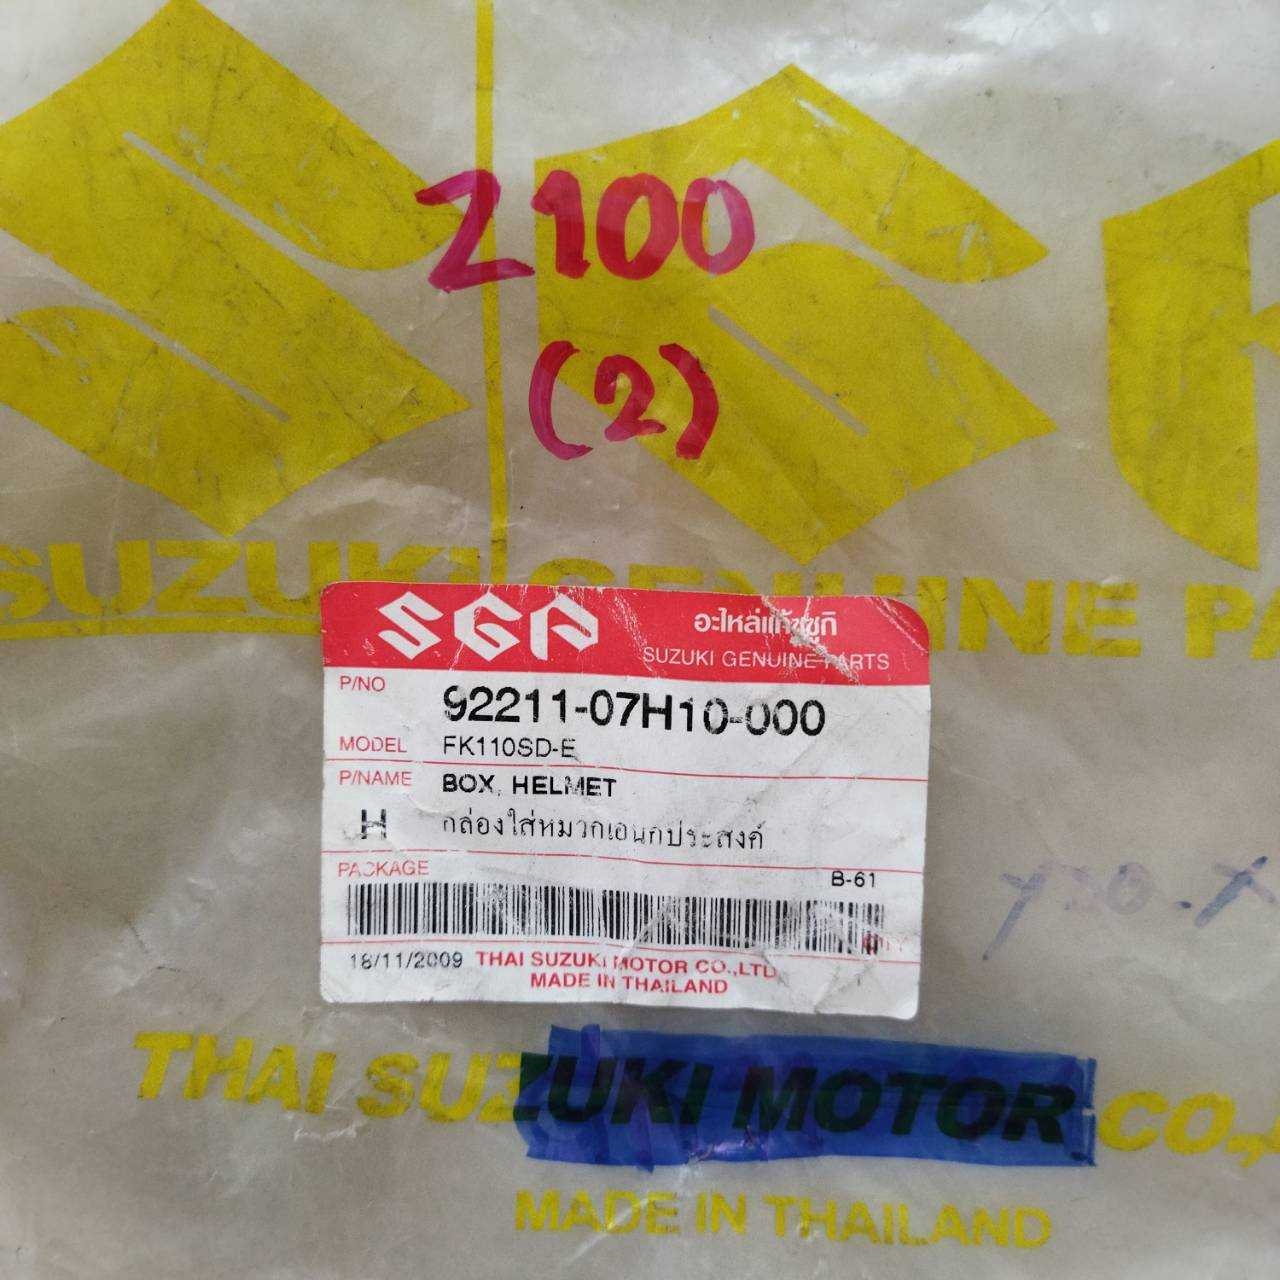 2100
(2)
SUZUKI GENUINE PA
SGP อะไหล่แท้ซูซูกิ
SUZUKI GENUINE PARTS
P/NO 92211-07H10-000
MODEL FK110SD-E
P/NAME BOX, HELMET
H กล่องใส่หมวกเอนกประสงค์
PACKAGE B-61
QTY
18/11/2009 THAI SUZUKI MOTOR CO.,LTD
MADE IN THAILAND
THAI SUZUKI MOTOR CO.,
MADE IN THAILAND